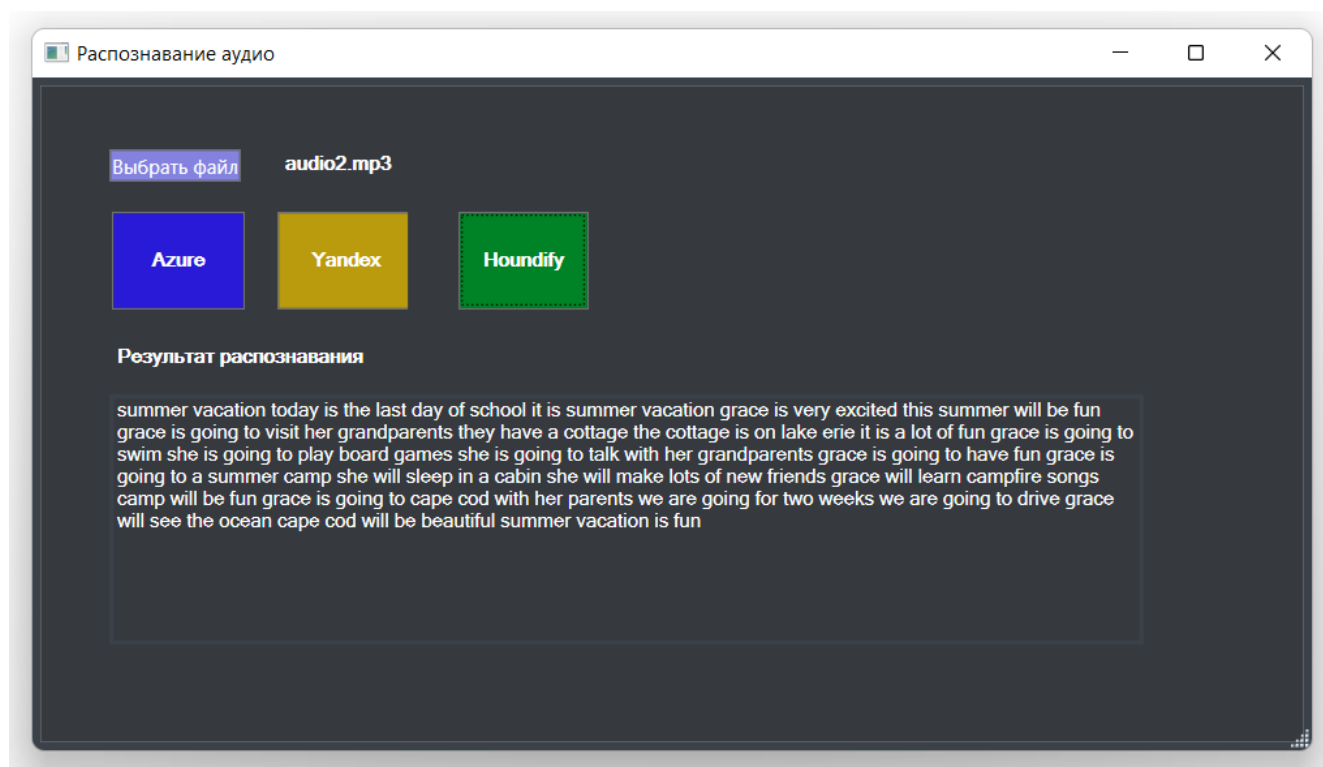 Распознавание аудио
Выбрать файл audio2.mp3
Azure Yandex Houndify
Результат распознавания
summer vacation today is the last day of school it is summer vacation grace is very excited this summer will be fun
grace is going to visit her grandparents they have a cottage the cottage is on lake erie it is a lot of fun grace is going to
swim she is going to play board games she is going to talk with her grandparents grace is going to have fun grace is
going to a summer camp she will sleep in a cabin she will make lots of new friends grace will learn campfire songs
camp will be fun grace is going to cape cod with her parents we are going for two weeks we are going to drive grace
will see the ocean cape cod will be beautiful summer vacation is fun